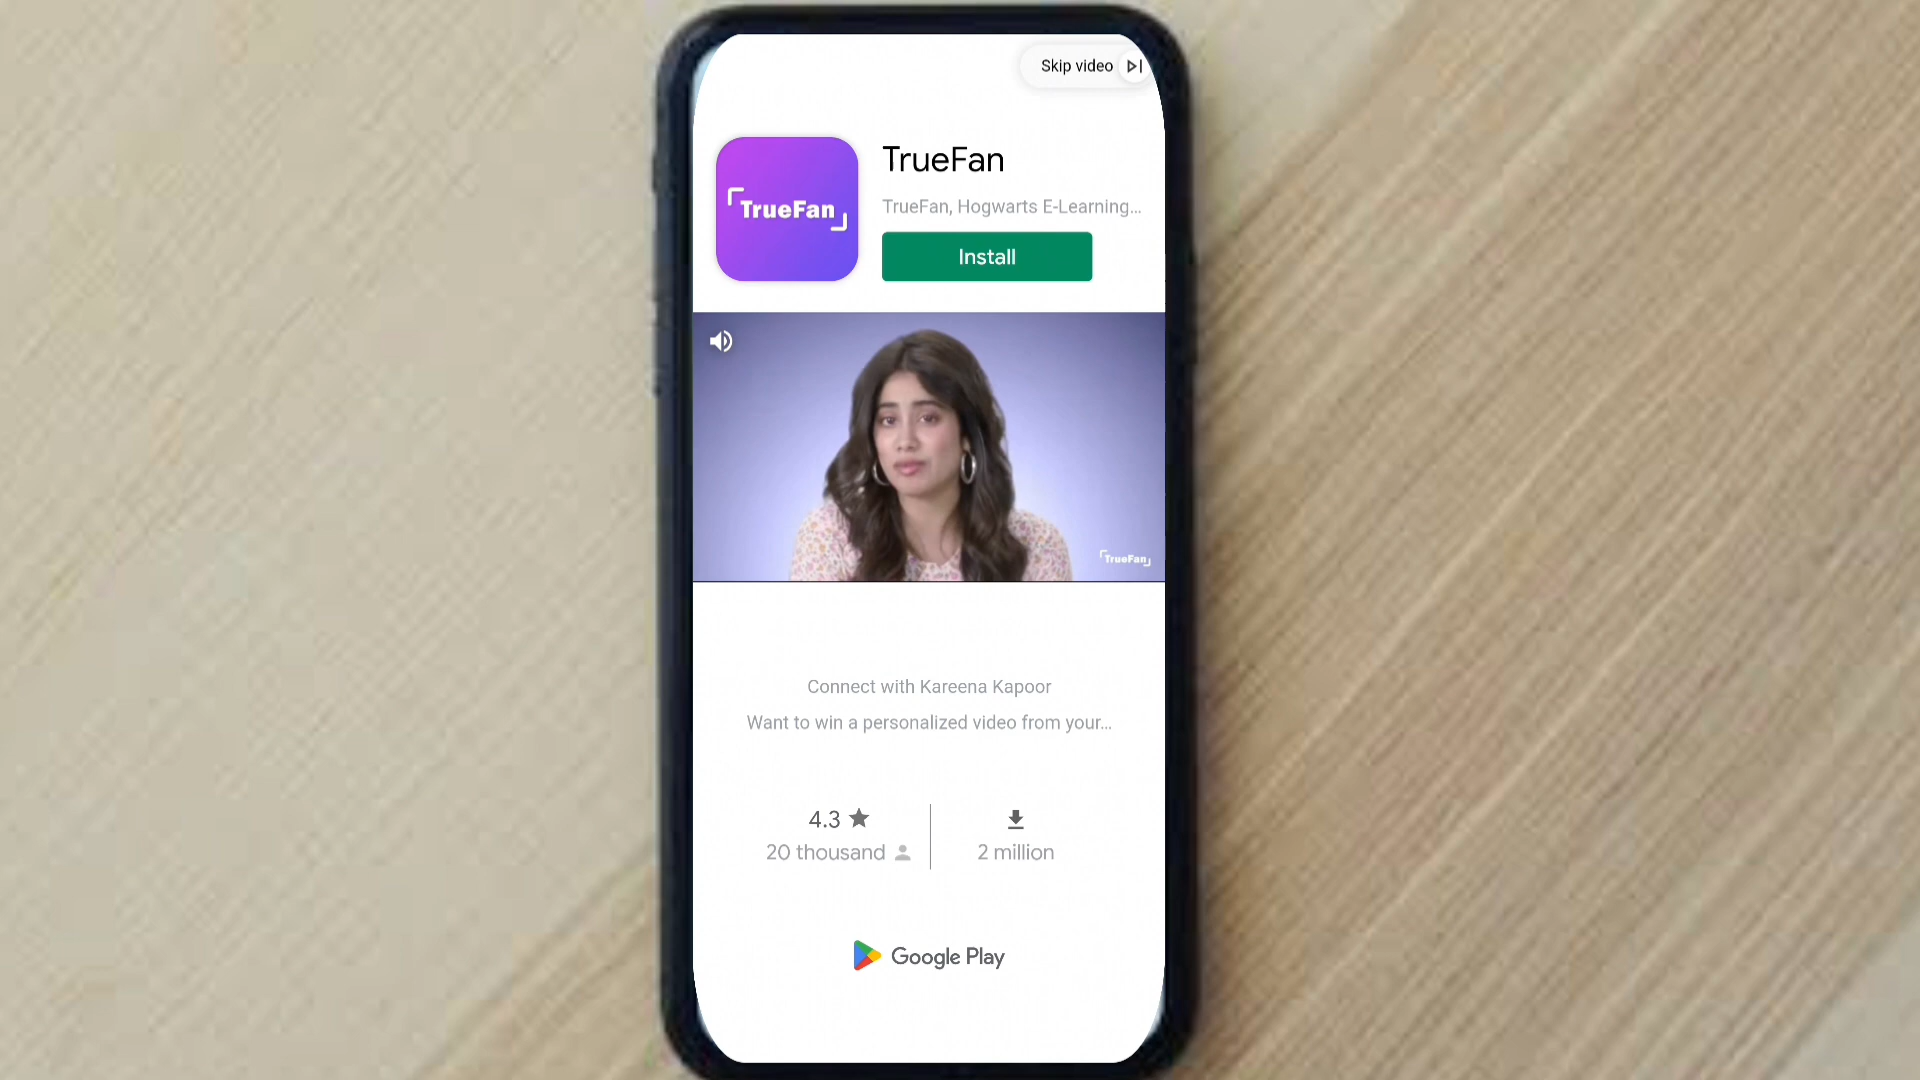 Skip video
TrueFan
TrueFan
TrueFan, Hogwarts E-Learning...
Install
TrueFan
Connect with Kareena Kapoor
Want to win a personalized video from your...
4.3
20 thousand
2 million
Google Play